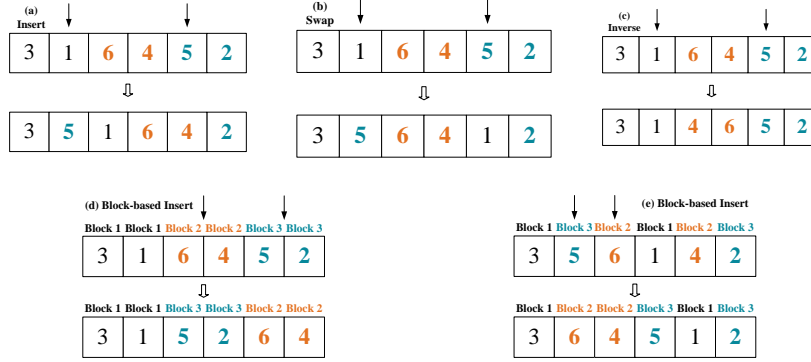 (a)
Insert
3 1 6 4 5 2
3 5 1 6 4 2
(b)
Swap
3 1 6 4 5 2
3 5 6 4 1 2
(c)
Inverse
3 1 6 4 5 2
3 1 4 6 5 2
(d) Block-based Insert
Block 1 Block 1 Block 2 Block 2 Block 3 Block 3
3 1 6 4 5 2
Block 1 Block 1 Block 3 Block 3 Block 2 Block 2
3 1 5 2 6 4
(e) Block-based Insert
Block 1 Block 3 Block 2 Block 1 Block 2 Block 3
3 5 6 1 4 2
Block 1 Block 2 Block 2 Block 3 Block 1 Block 3
3 6 4 5 1 2